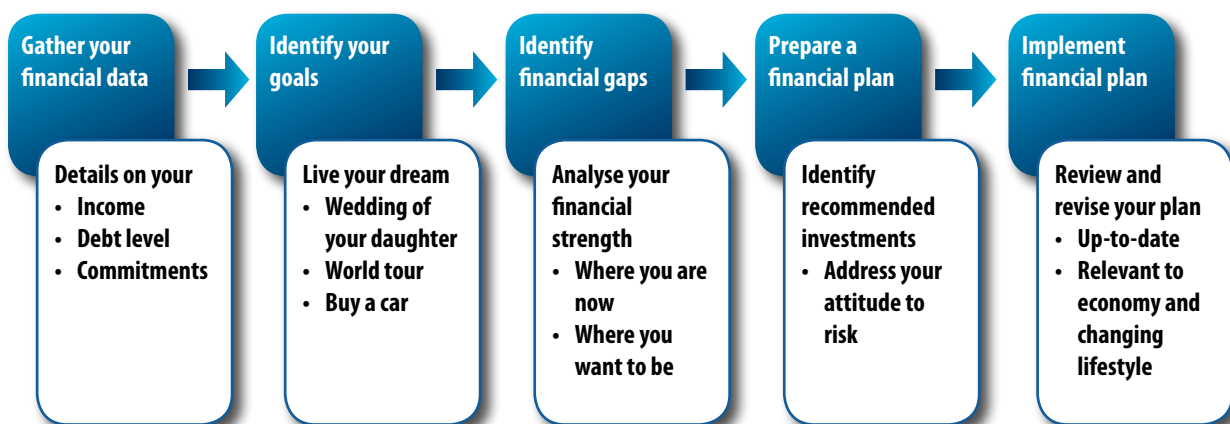 Gather your
financial data
Details on your
• Income
• Debt level
• Commitments
Identify your
goals
Live your dream
• Wedding of
your daughter
• World tour
• Buy a car
Identify
financial gaps
Analyse your
financial
strength
• Where you are
now
• Where you
want to be
Prepare a
financial plan
Identify
recommended
investments
• Address your
attitude to
risk
Implement
financial plan
Review and
revise your plan
• Up-to-date
• Relevant to
economy and
changing
lifestyle